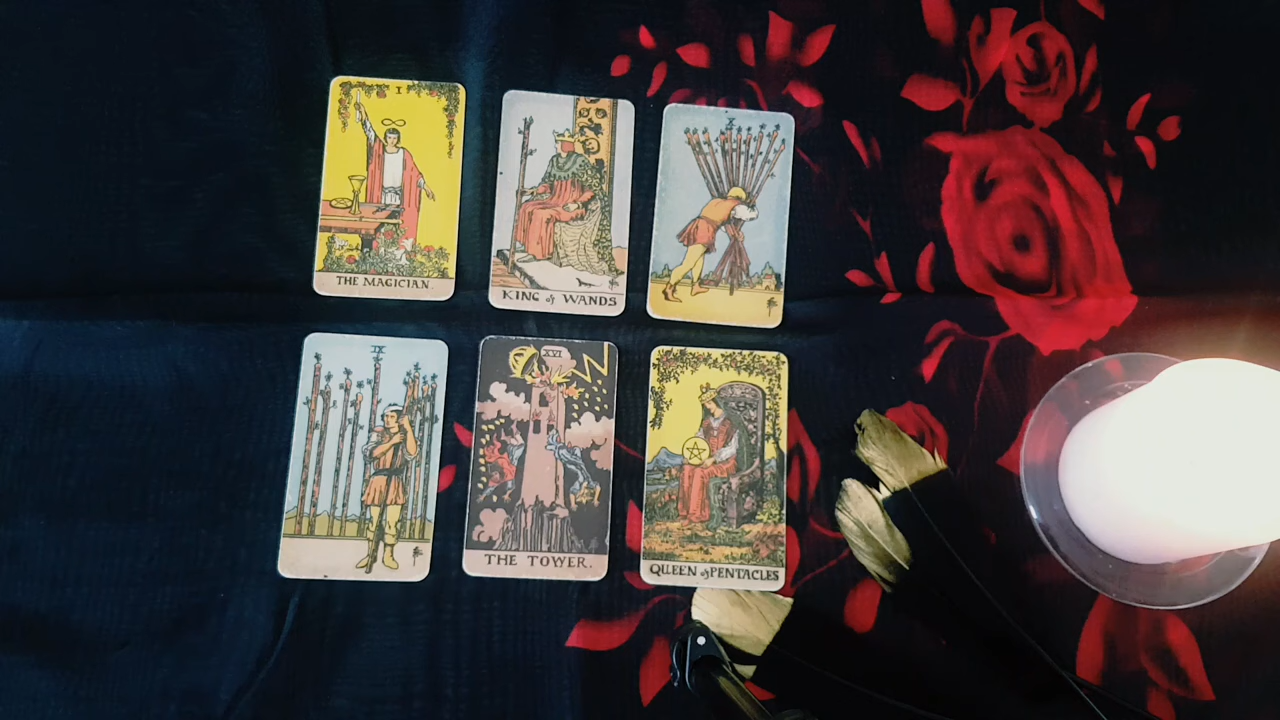 I
THE MAGICIAN.
KING of WANDS
X
IX
XVI
THE TOWER.
QUEEN of PENTACLES